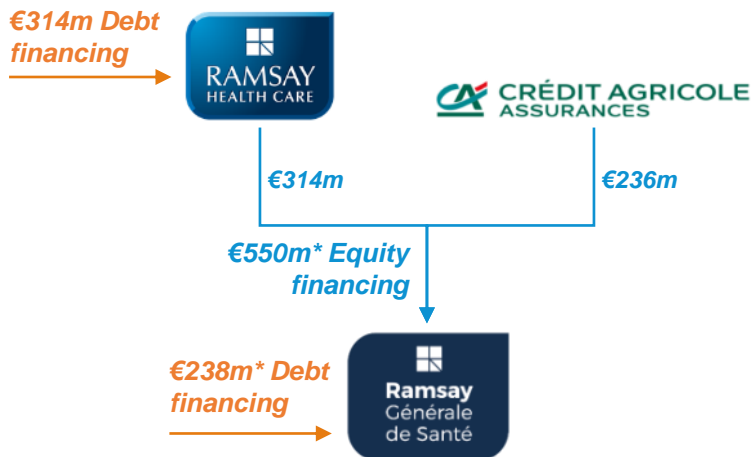 €314m Debt
financing
RAMSAY
HEALTH CARE
CA
CRÉDIT AGRICOLE
ASSURANCES
€314m
€236m
€550m* Equity
financing
€238m* Debt
financing
Ramsay
Générale
de Santé